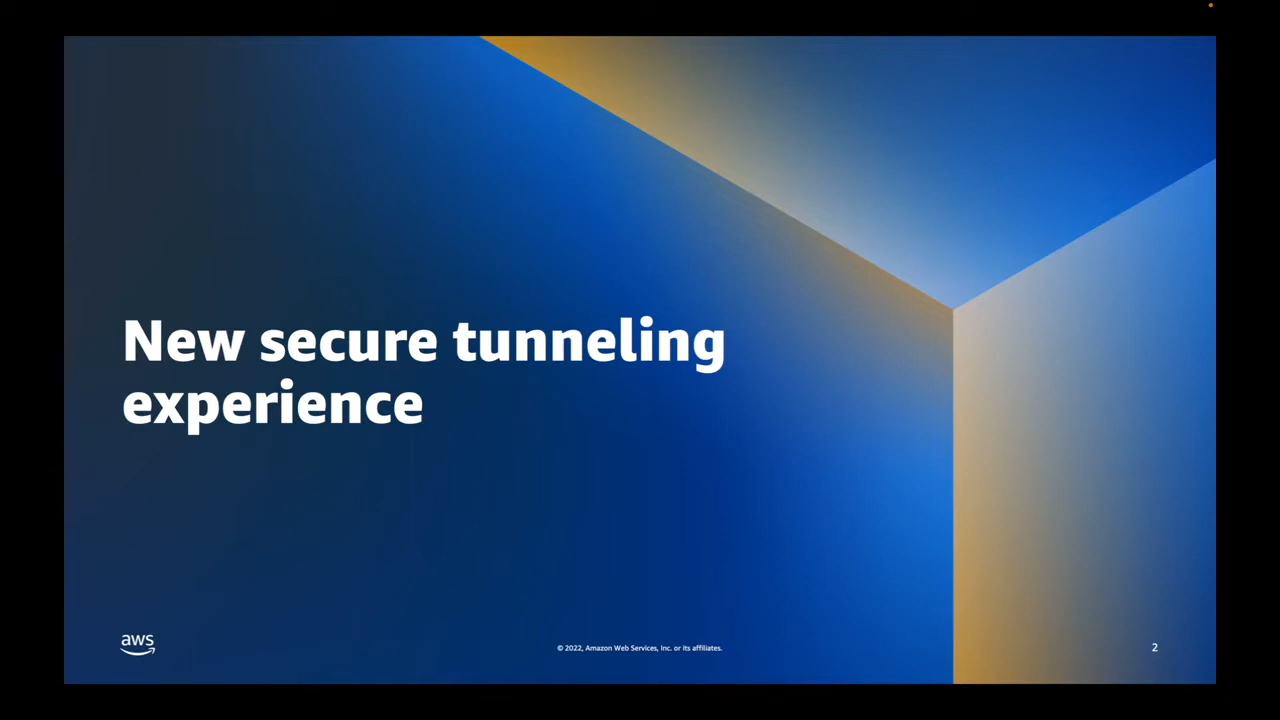 New secure tunneling
experience
aws
© 2022, Amazon Web Services, Inc. or its affiliates.
2